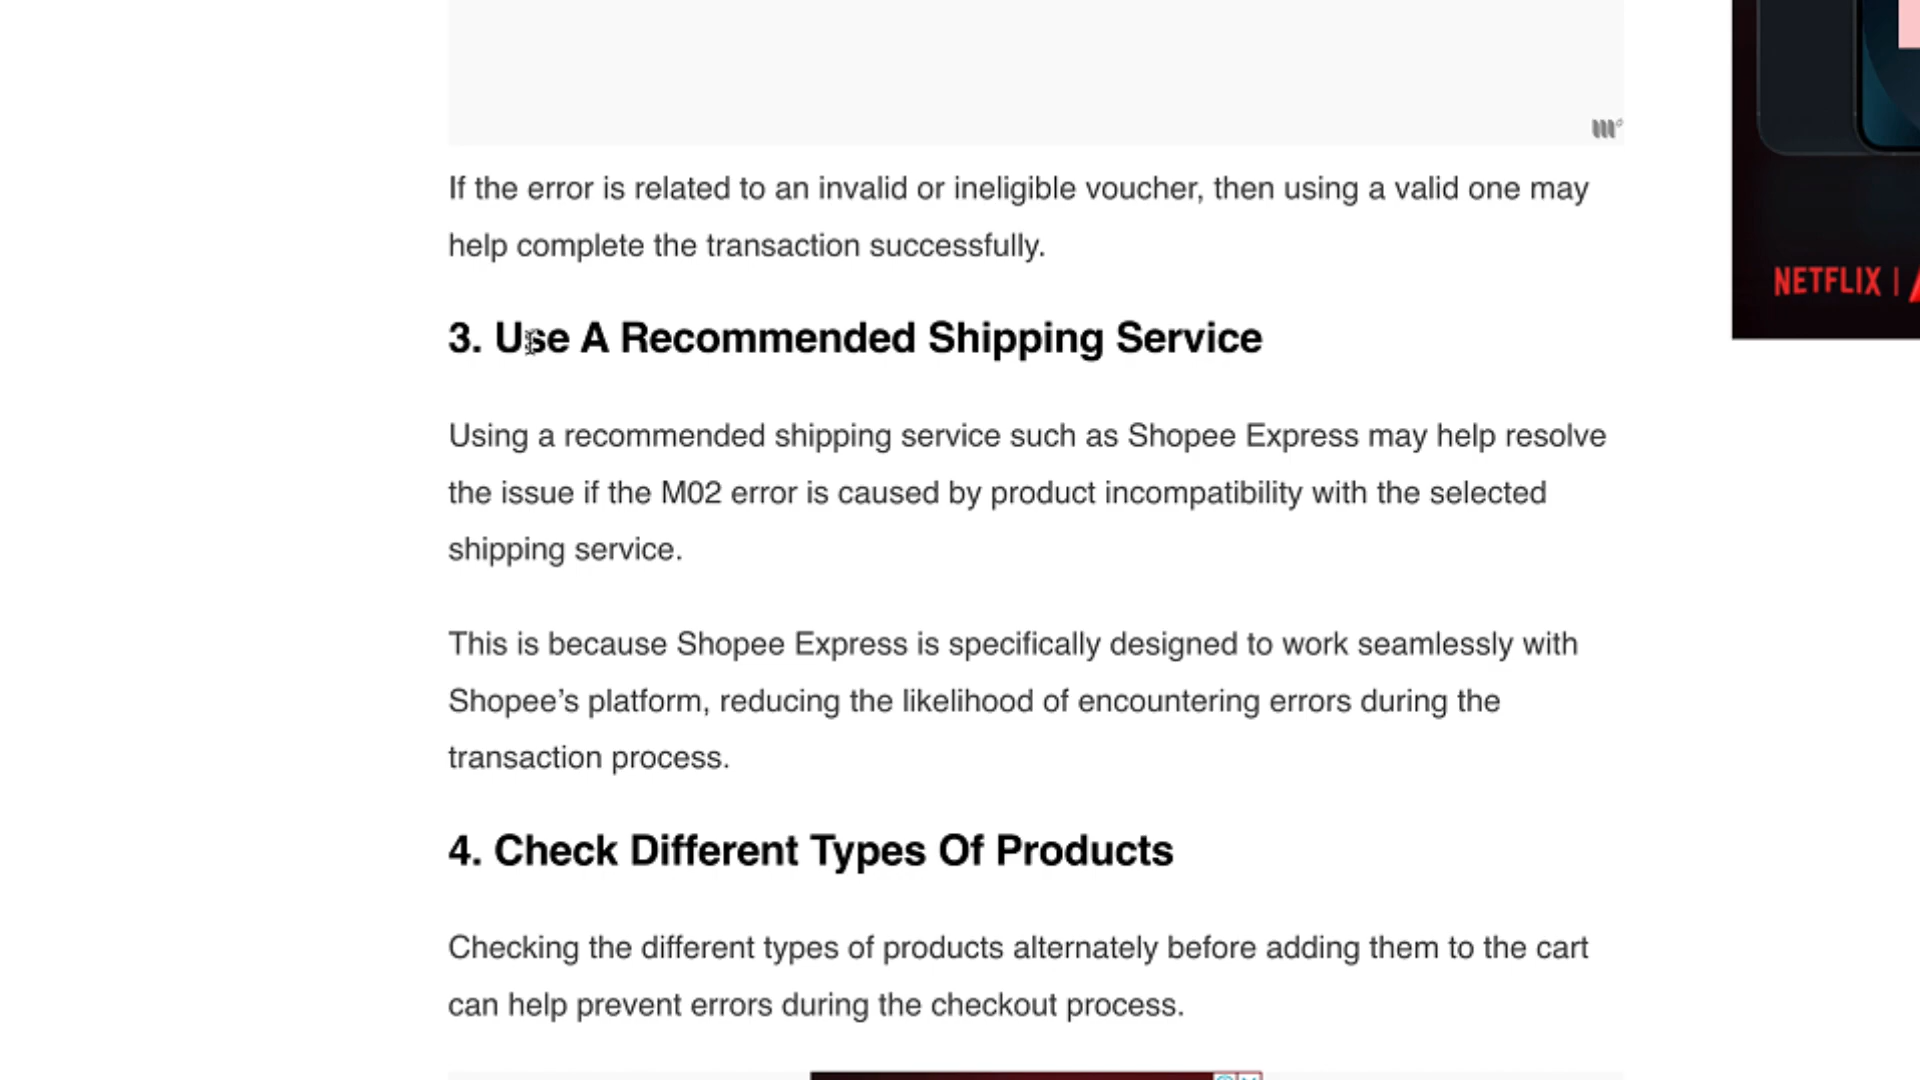 If the error is related to an invalid or ineligible voucher, then using a valid one may
help complete the transaction successfully.
NETFLIX |
3. Use A Recommended Shipping Service
Using a recommended shipping service such as Shopee Express may help resolve
the issue if the M02 error is caused by product incompatibility with the selected
shipping service.
This is because Shopee Express is specifically designed to work seamlessly with
Shopee’s platform, reducing the likelihood of encountering errors during the
transaction process.
4. Check Different Types Of Products
Checking the different types of products alternately before adding them to the cart
can help prevent errors during the checkout process.